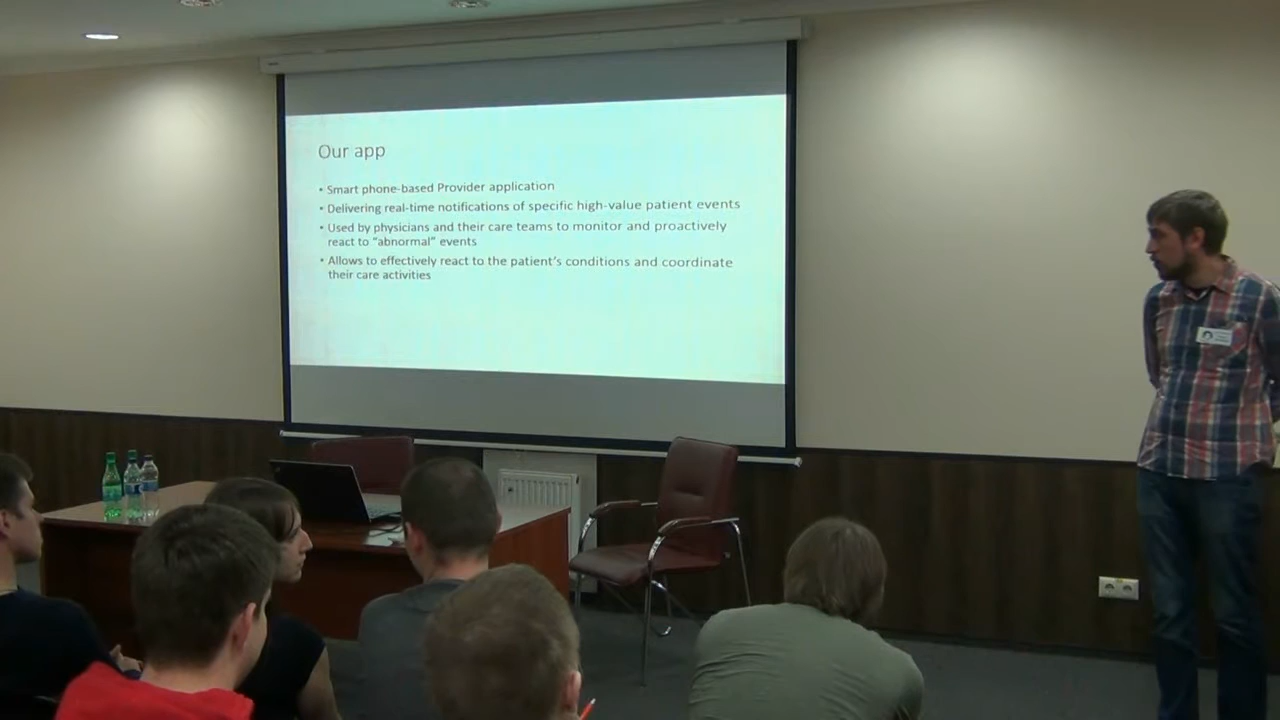 Our app
• Smart phone-based Provider application
• Delivering real-time notifications of specific high-value patient events
• Used by physicians and their care teams to monitor and proactively
react to “abnormal” events
• Allows to effectively react to the patient's conditions and coordinate
their care activities